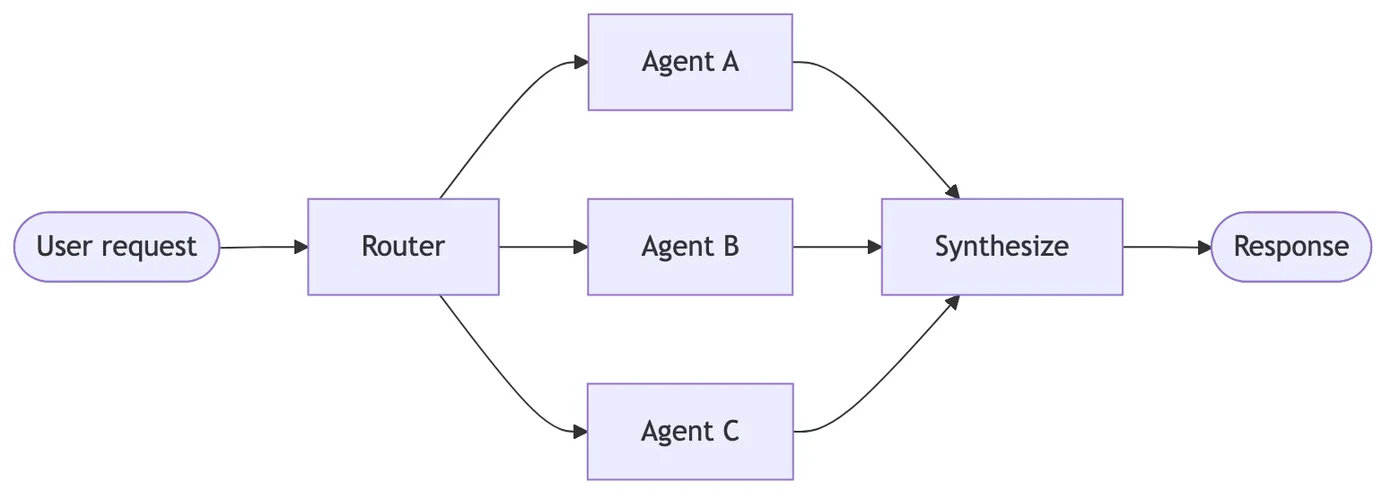 Agent A
User request
Router
Agent B
Synthesize
Response
Agent C